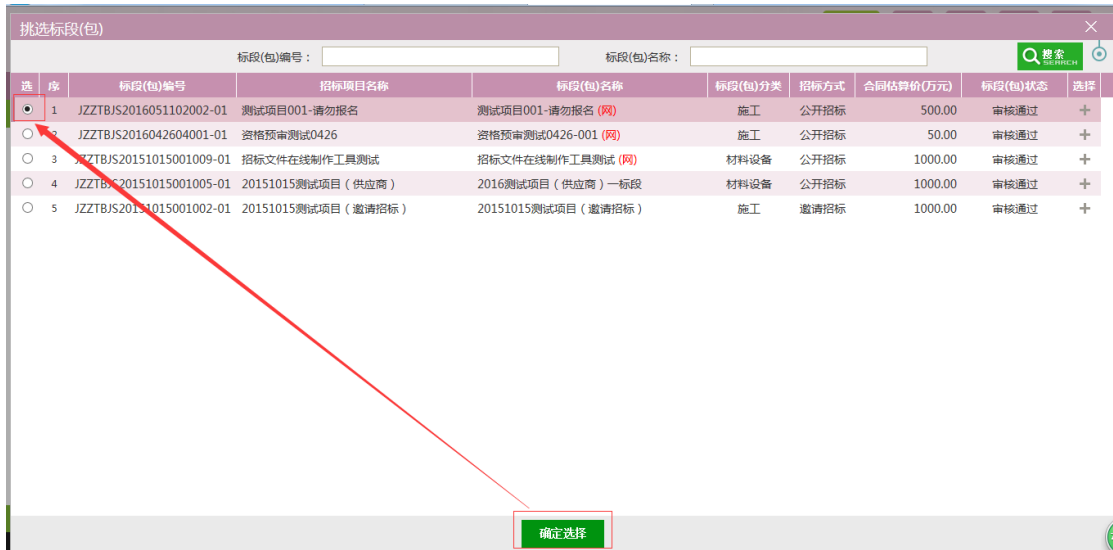 挑选标段(包)
标段(包)编号： 标段(包)名称： 搜索 SEARCH
选 序 标段(包)编号 招标项目名称 标段(包)名称 标段(包)分类 招标方式 合同估算价(万元) 标段(包)状态 选择
1 JZZTBJS2016051102002-01 测试项目001-请勿报名 测试项目001-请勿报名 (网) 施工 公开招标 500.00 审核通过
2 JZZTBJS2016042604001-01 资格预审测试0426 资格预审测试0426-001 (网) 施工 公开招标 50.00 审核通过
3 JZZTBJS20151015001009-01 招标文件在线制作工具测试 招标文件在线制作工具测试 (网) 材料设备 公开招标 1000.00 审核通过
4 JZZTBJS20151015001005-01 20151015测试项目（供应商） 2016测试项目（供应商）一标段 材料设备 公开招标 1000.00 审核通过
5 JZZTBJS20151015001002-01 20151015测试项目（邀请招标） 20151015测试项目（邀请招标） 施工 邀请招标 1000.00 审核通过
确定选择